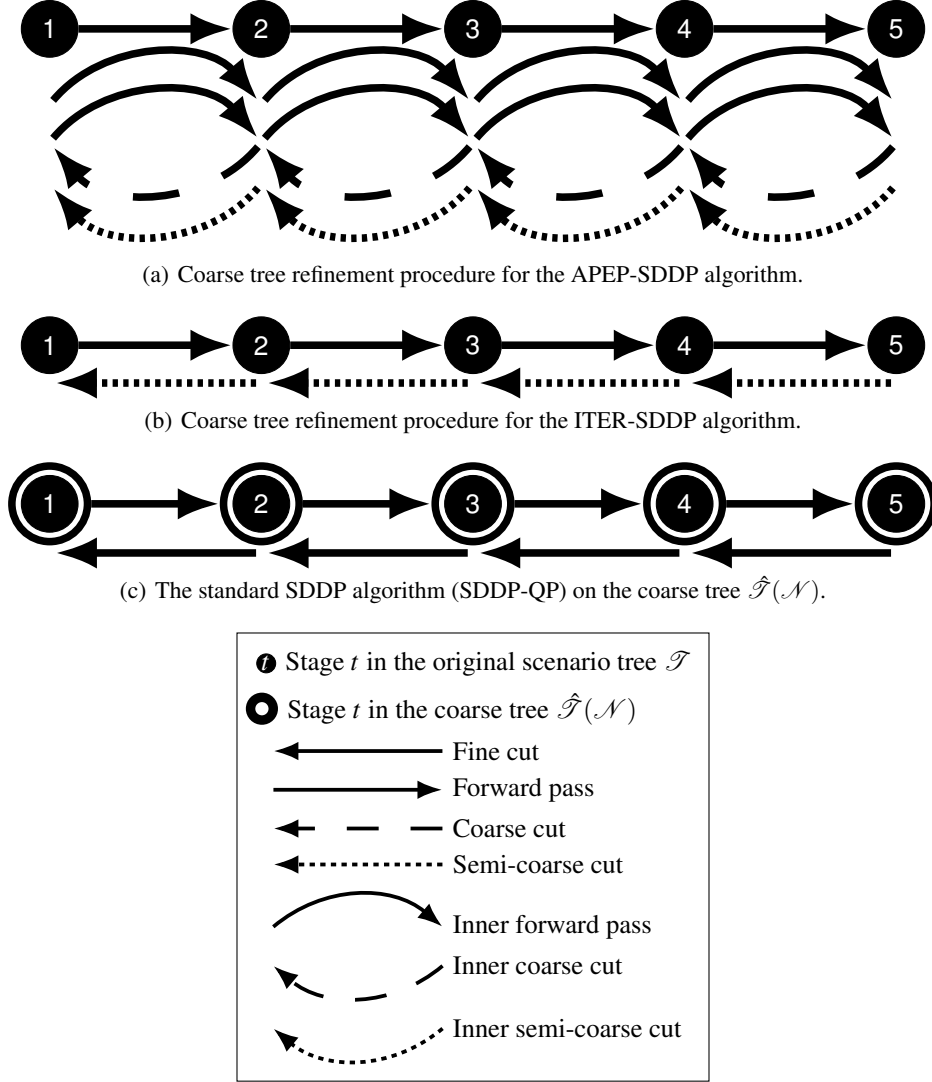 1 2 3 4 5
(a) Coarse tree refinement procedure for the APEP-SDDP algorithm.
1 2 3 4 5
(b) Coarse tree refinement procedure for the ITER-SDDP algorithm.
1 2 3 4 5
(c) The standard SDDP algorithm (SDDP-QP) on the coarse tree 𝒯̂(𝒩).
t Stage t in the original scenario tree 𝒯
Stage t in the coarse tree 𝒯̂(𝒩)
Fine cut
Forward pass
Coarse cut
Semi-coarse cut
Inner forward pass
Inner coarse cut
Inner semi-coarse cut